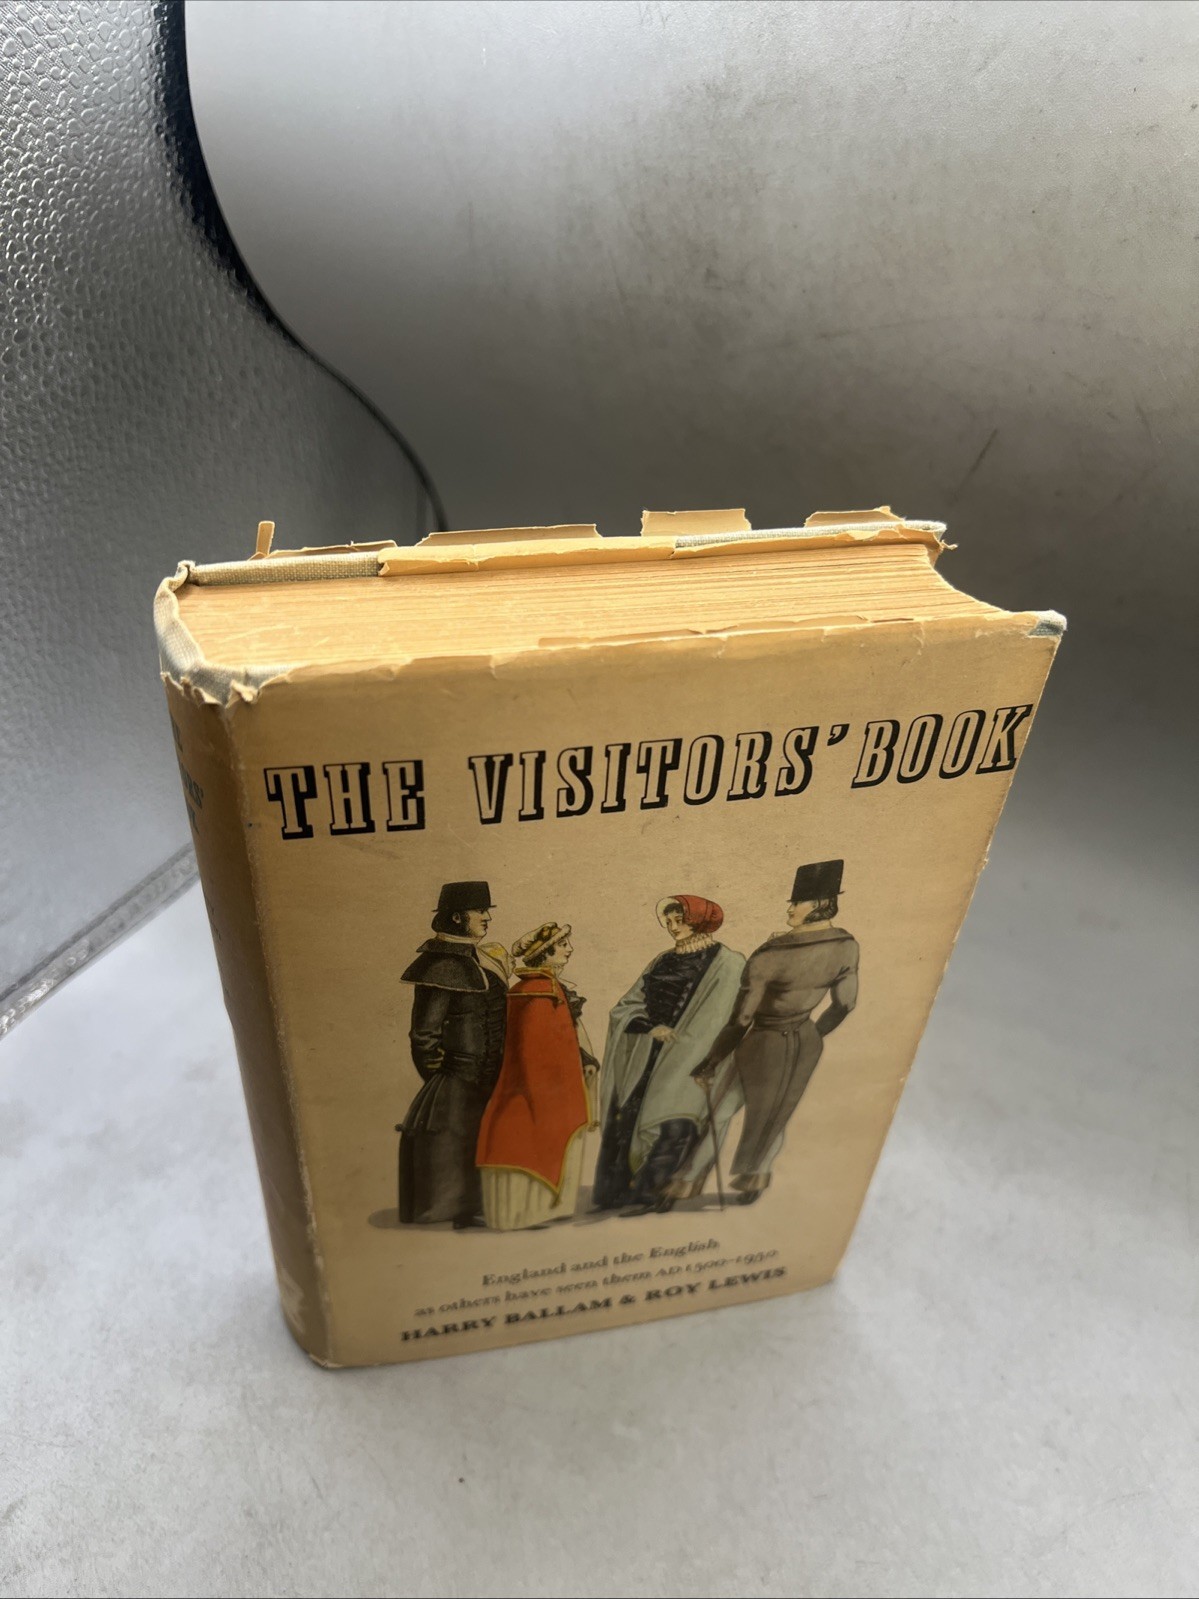 THE VISITORS' BOOK
England and the English
as others have seen them AD.1500–1950
HARRY BALLAM & ROY LEWIS